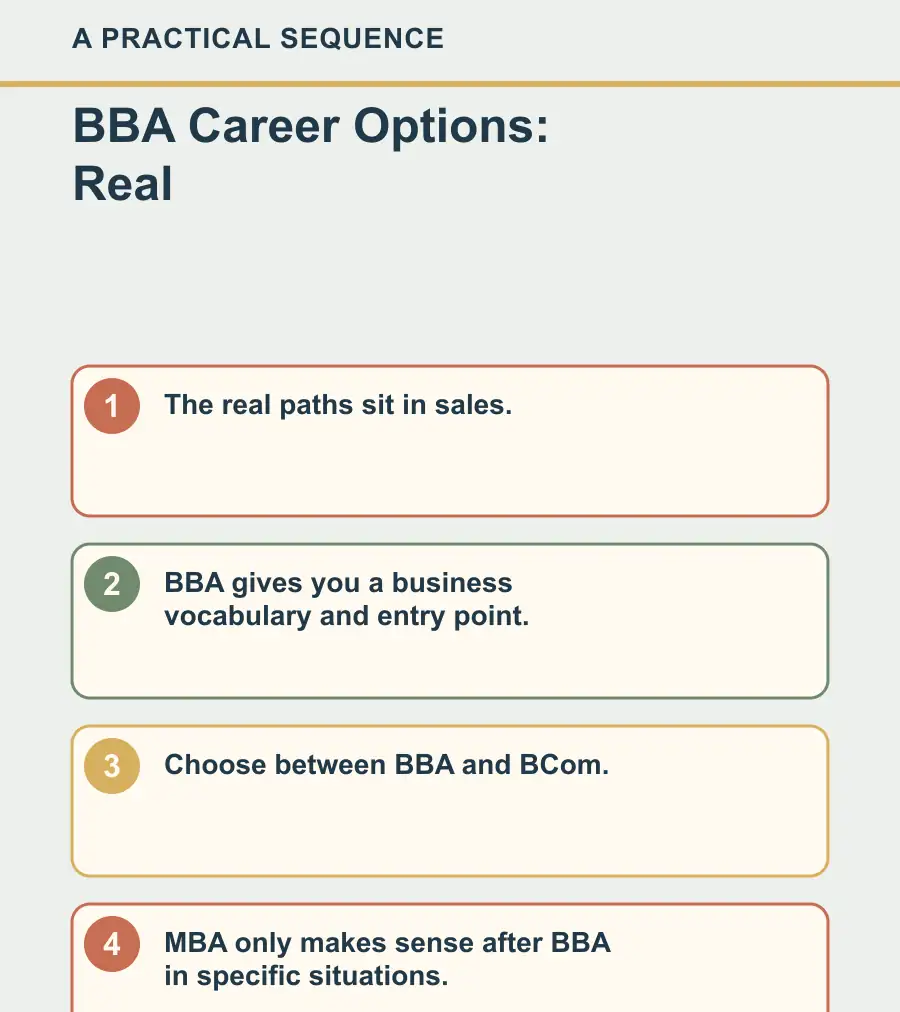 A PRACTICAL SEQUENCE
BBA Career Options:
Real
1
The real paths sit in sales.
2
BBA gives you a business
vocabulary and entry point.
3
Choose between BBA and BCom.
4
MBA only makes sense after BBA
in specific situations.